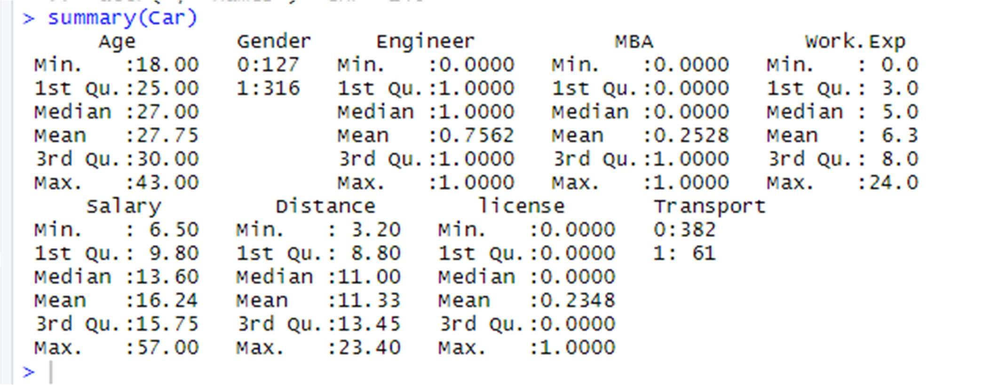 > summary(Car)
      Age          Gender       Engineer           MBA            Work.Exp
 Min.   :18.00   0:127   Min.   :0.0000   Min.   :0.0000   Min.   : 0.0
 1st Qu.:25.00   1:316   1st Qu.:1.0000   1st Qu.:0.0000   1st Qu.: 3.0
 Median :27.00           Median :1.0000   Median :0.0000   Median : 5.0
 Mean   :27.75           Mean   :0.7562   Mean   :0.2528   Mean   : 6.3
 3rd Qu.:30.00           3rd Qu.:1.0000   3rd Qu.:1.0000   3rd Qu.: 8.0
 Max.   :43.00           Max.   :1.0000   Max.   :1.0000   Max.   :24.0
     Salary         Distance        license         Transport
 Min.   : 6.50   Min.   : 3.20   Min.   :0.0000   0:382
 1st Qu.: 9.80   1st Qu.: 8.80   1st Qu.:0.0000   1: 61
 Median :13.60   Median :11.00   Median :0.0000
 Mean   :16.24   Mean   :11.33   Mean   :0.2348
 3rd Qu.:15.75   3rd Qu.:13.45   3rd Qu.:0.0000
 Max.   :57.00   Max.   :23.40   Max.   :1.0000
>